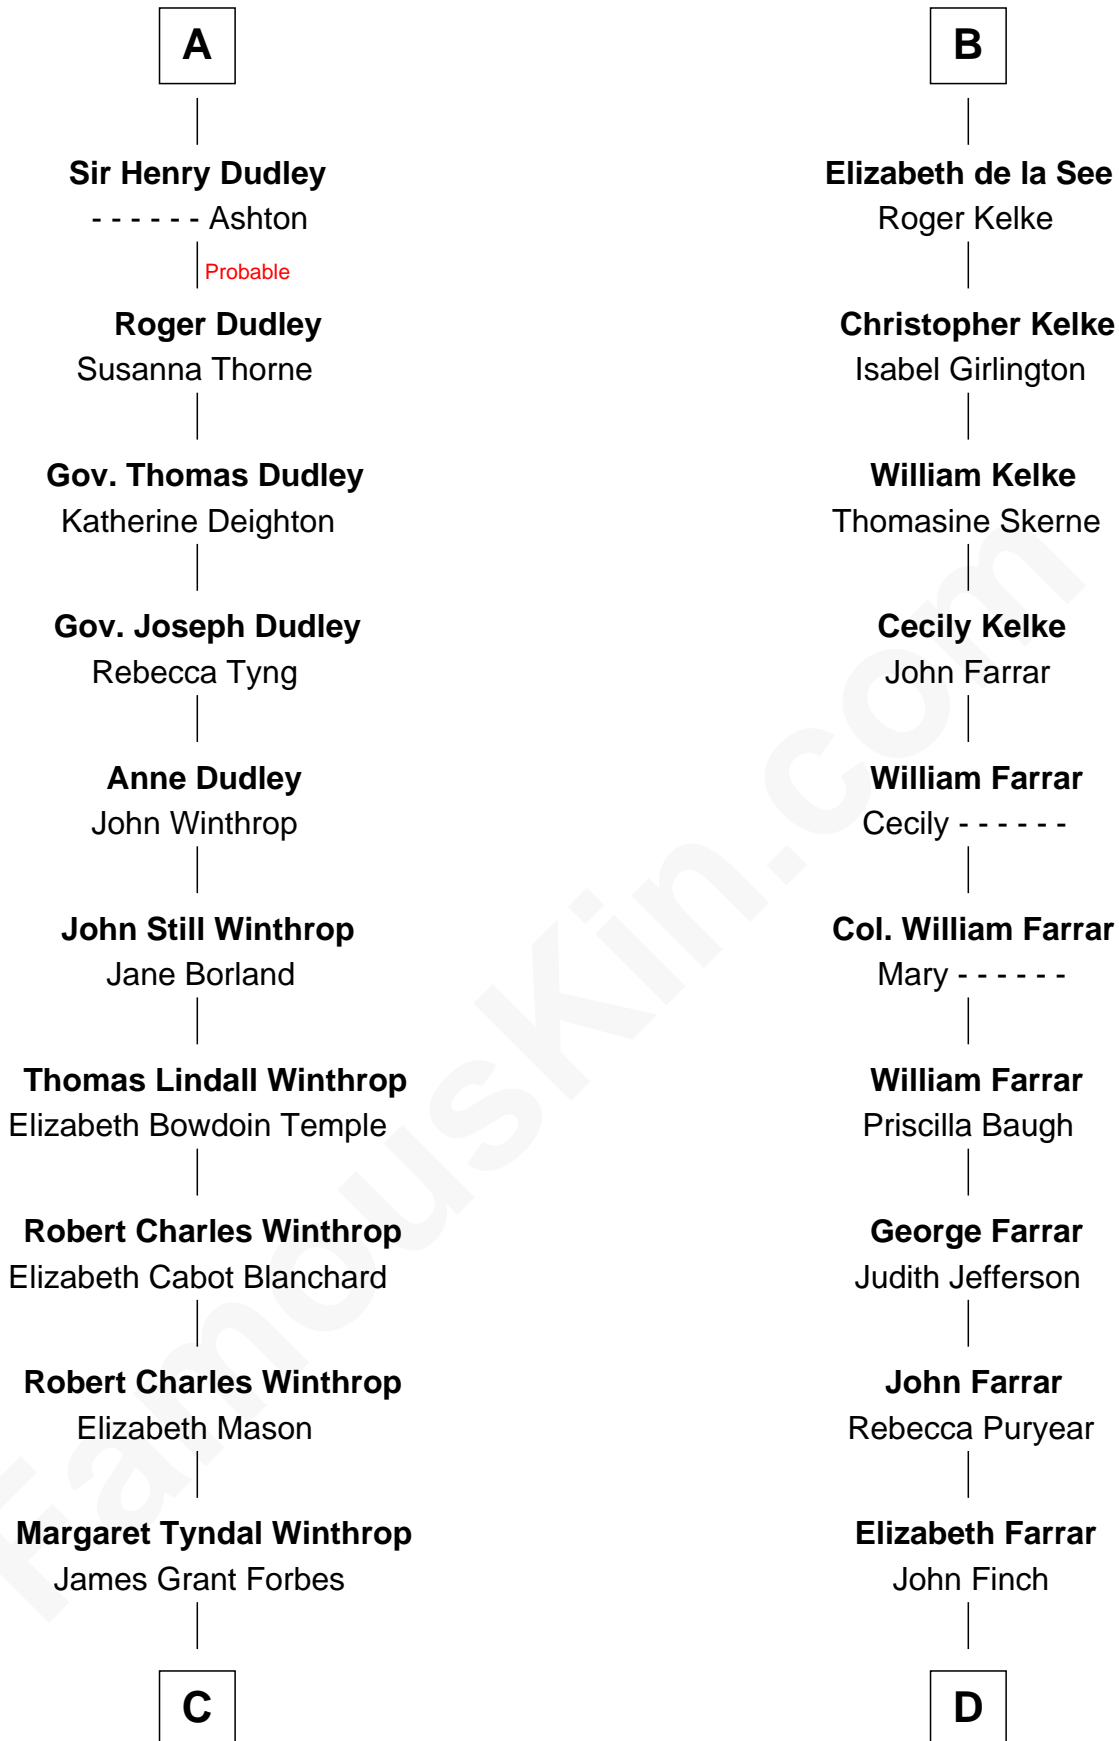 A
Sir Henry Dudley
- - - - - - Ashton
Probable
Roger Dudley
Susanna Thorne
Gov. Thomas Dudley
Katherine Deighton
Gov. Joseph Dudley
Rebecca Tyng
Anne Dudley
John Winthrop
John Still Winthrop
Jane Borland
Thomas Lindall Winthrop
Elizabeth Bowdoin Temple
Robert Charles Winthrop
Elizabeth Cabot Blanchard
Robert Charles Winthrop
Elizabeth Mason
Margaret Tyndal Winthrop
James Grant Forbes
C
B
Elizabeth de la See
Roger Kelke
Christopher Kelke
Isabel Girlington
William Kelke
Thomasine Skerne
Cecily Kelke
John Farrar
William Farrar
Cecily - - - - - -
Col. William Farrar
Mary - - - - - -
William Farrar
Priscilla Baugh
George Farrar
Judith Jefferson
John Farrar
Rebecca Puryear
Elizabeth Farrar
John Finch
D
FamousKin.com